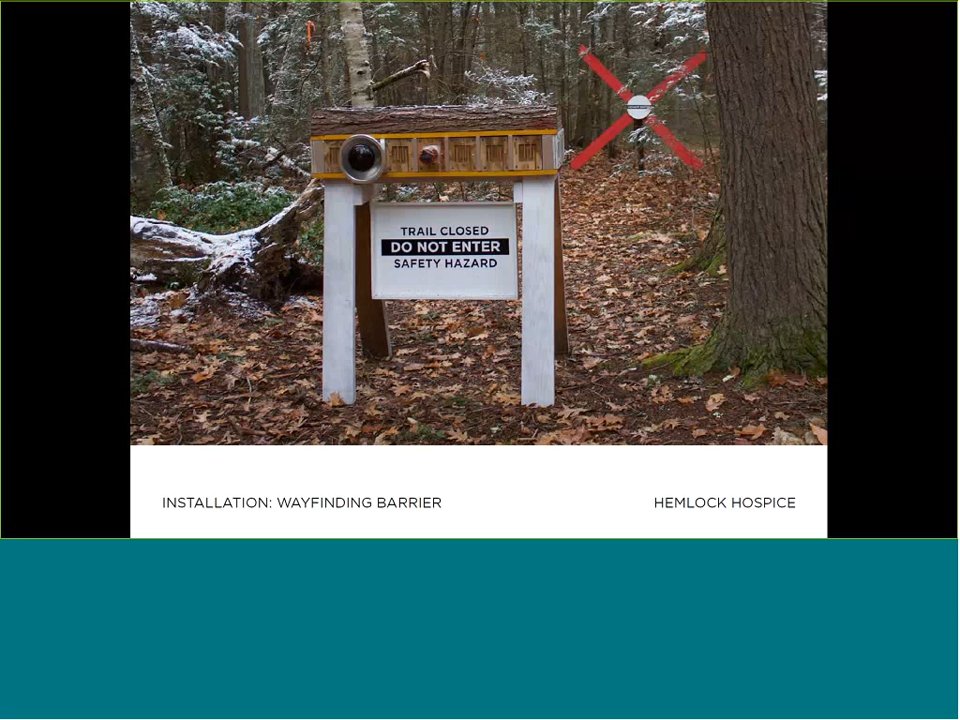 TRAIL CLOSED
DO NOT ENTER
SAFETY HAZARD
INSTALLATION: WAYFINDING BARRIER
HEMLOCK HOSPICE